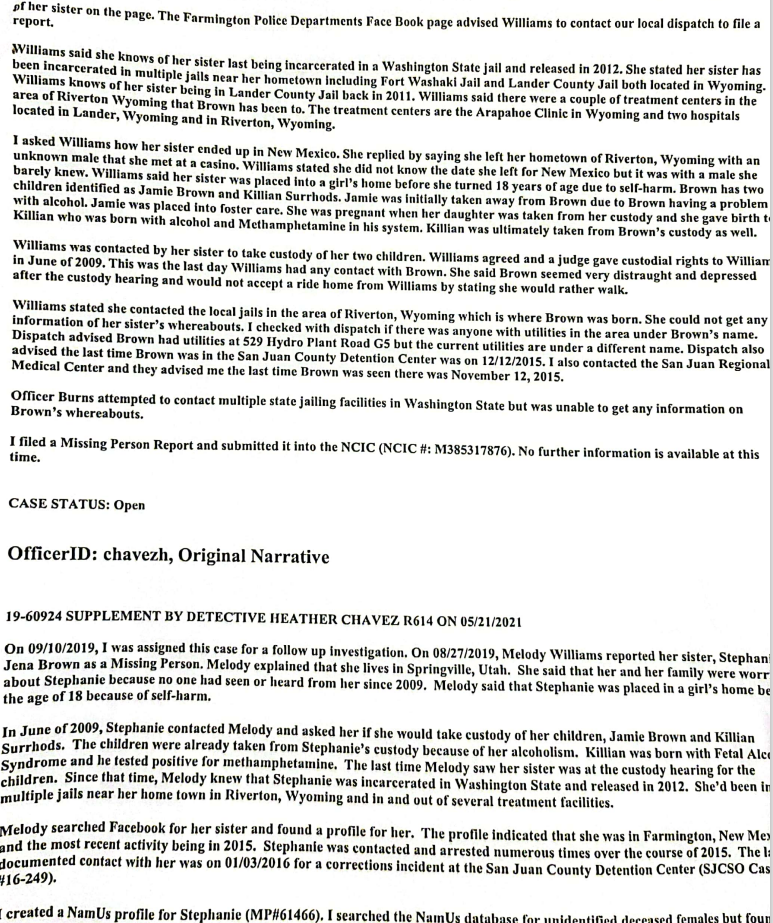 of her sister on the page. The Farmington Police Departments Face Book page advised Williams to contact our local dispatch to file a
report.
Williams said she knows of her sister last being incarcerated in a Washington State jail and released in 2012. She stated her sister has
been incarcerated in multiple jails near her hometown including Fort Washaki Jail and Lander County Jail both located in Wyoming.
Williams knows of her sister being in Lander County Jail back in 2011. Williams said there were a couple of treatment centers in the
area of Riverton Wyoming that Brown has been to. The treatment centers are the Arapahoe Clinic in Wyoming and two hospitals
located in Lander, Wyoming and in Riverton, Wyoming.
I asked Williams how her sister ended up in New Mexico. She replied by saying she left her hometown of Riverton, Wyoming with an
unknown male that she met at a casino. Williams stated she did not know the date she left for New Mexico but it was with a male she
barely knew. Williams said her sister was placed into a girl's home before she turned 18 years of age due to self-harm. Brown has two
children identified as Jamie Brown and Killian Surrhods. Jamie was initially taken away from Brown due to Brown having a problem
with alcohol. Jamie was placed into foster care. She was pregnant when her daughter was taken from her custody and she gave birth t
Killian who was born with alcohol and Methamphetamine in his system. Killian was ultimately taken from Brown's custody as well.
Williams was contacted by her sister to take custody of her two children. Williams agreed and a judge gave custodial rights to William
in June of 2009. This was the last day Williams had any contact with Brown. She said Brown seemed very distraught and depressed
after the custody hearing and would not accept a ride home from Williams by stating she would rather walk.
Williams stated she contacted the local jails in the area of Riverton, Wyoming which is where Brown was born. She could not get any
information of her sister's whereabouts. I checked with dispatch if there was anyone with utilities in the area under Brown's name.
Dispatch advised Brown had utilities at 529 Hydro Plant Road G5 but the current utilities are under a different name. Dispatch also
advised the last time Brown was in the San Juan County Detention Center was on 12/12/2015. I also contacted the San Juan Regional
Medical Center and they advised me the last time Brown was seen there was November 12, 2015.
Officer Burns attempted to contact multiple state jailing facilities in Washington State but was unable to get any information on
Brown's whereabouts.
I filed a Missing Person Report and submitted it into the NCIC (NCIC #: M385317876). No further information is available at this
time.
CASE STATUS: Open
OfficerID: chavezh, Original Narrative
19-60924 SUPPLEMENT BY DETECTIVE HEATHER CHAVEZ R614 ON 05/21/2021
On 09/10/2019, I was assigned this case for a follow up investigation. On 08/27/2019, Melody Williams reported her sister, Stephani
Jena Brown as a Missing Person. Melody explained that she lives in Springville, Utah. She said that her and her family were worr
about Stephanie because no one had seen or heard from her since 2009. Melody said that Stephanie was placed in a girl's home be
the age of 18 because of self-harm.
In June of 2009, Stephanie contacted Melody and asked her if she would take custody of her children, Jamie Brown and Killian
Surrhods. The children were already taken from Stephanie's custody because of her alcoholism. Killian was born with Fetal Alco
Syndrome and he tested positive for methamphetamine. The last time Melody saw her sister was at the custody hearing for the
children. Since that time, Melody knew that Stephanie was incarcerated in Washington State and released in 2012. She'd been in
multiple jails near her home town in Riverton, Wyoming and in and out of several treatment facilities.
Melody searched Facebook for her sister and found a profile for her. The profile indicated that she was in Farmington, New Mex
and the most recent activity being in 2015. Stephanie was contacted and arrested numerous times over the course of 2015. The la
documented contact with her was on 01/03/2016 for a corrections incident at the San Juan County Detention Center (SJCSO Cas
#16-249).
I created a NamUs profile for Stephanie (MP#61466). I searched the NamUs database for unidentified deceased females but foun